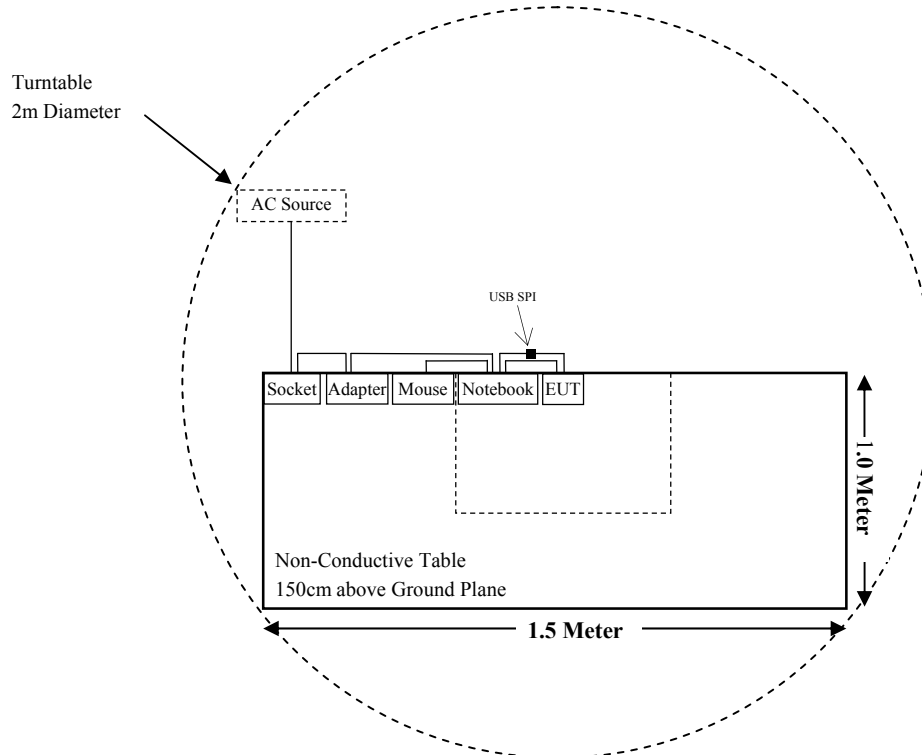 Turntable
2m Diameter
AC Source
USB SPI
Socket
Adapter
Mouse
Notebook
EUT
1.0 Meter
Non-Conductive Table
150cm above Ground Plane
1.5 Meter